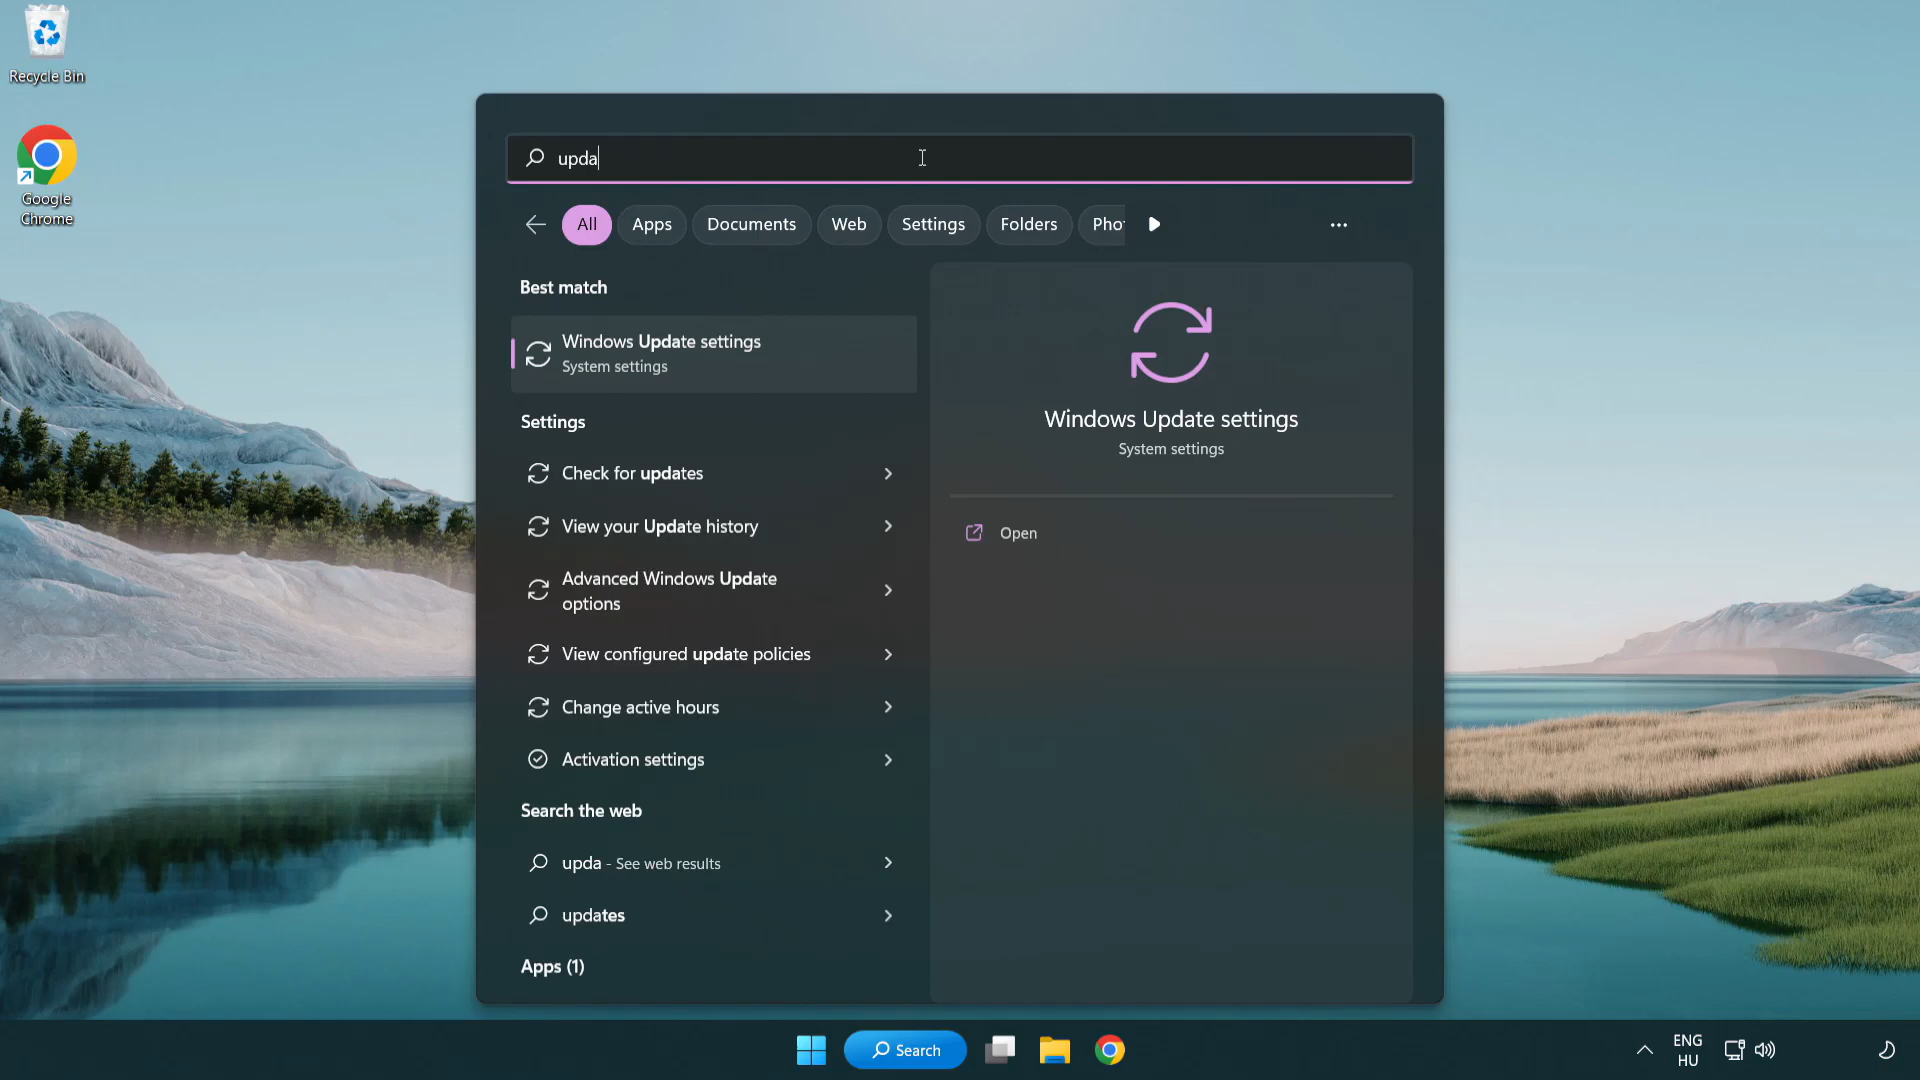 Recycle Bin
Google
Chrome
upda
All Apps Documents Web Settings Folders Pho
Best match
Windows Update settings
System settings
Settings
Check for updates
View your Update history
Advanced Windows Update
options
View configured update policies
Change active hours
Activation settings
Search the web
upda - See web results
updates
Apps (1)
Windows Update settings
System settings
Open
Search
ENG
HU